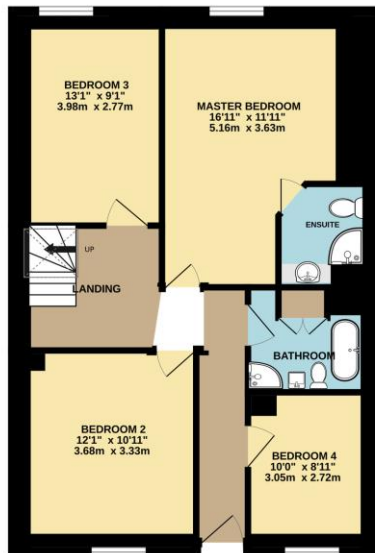 BEDROOM 3
13'1" x 9'1"
3.98m x 2.77m
MASTER BEDROOM
16'11" x 11'11"
5.16m x 3.63m
ENSUITE
UP
LANDING
BATHROOM
BEDROOM 2
12'1" x 10'11"
3.68m x 3.33m
BEDROOM 4
10'0" x 8'11"
3.05m x 2.72m